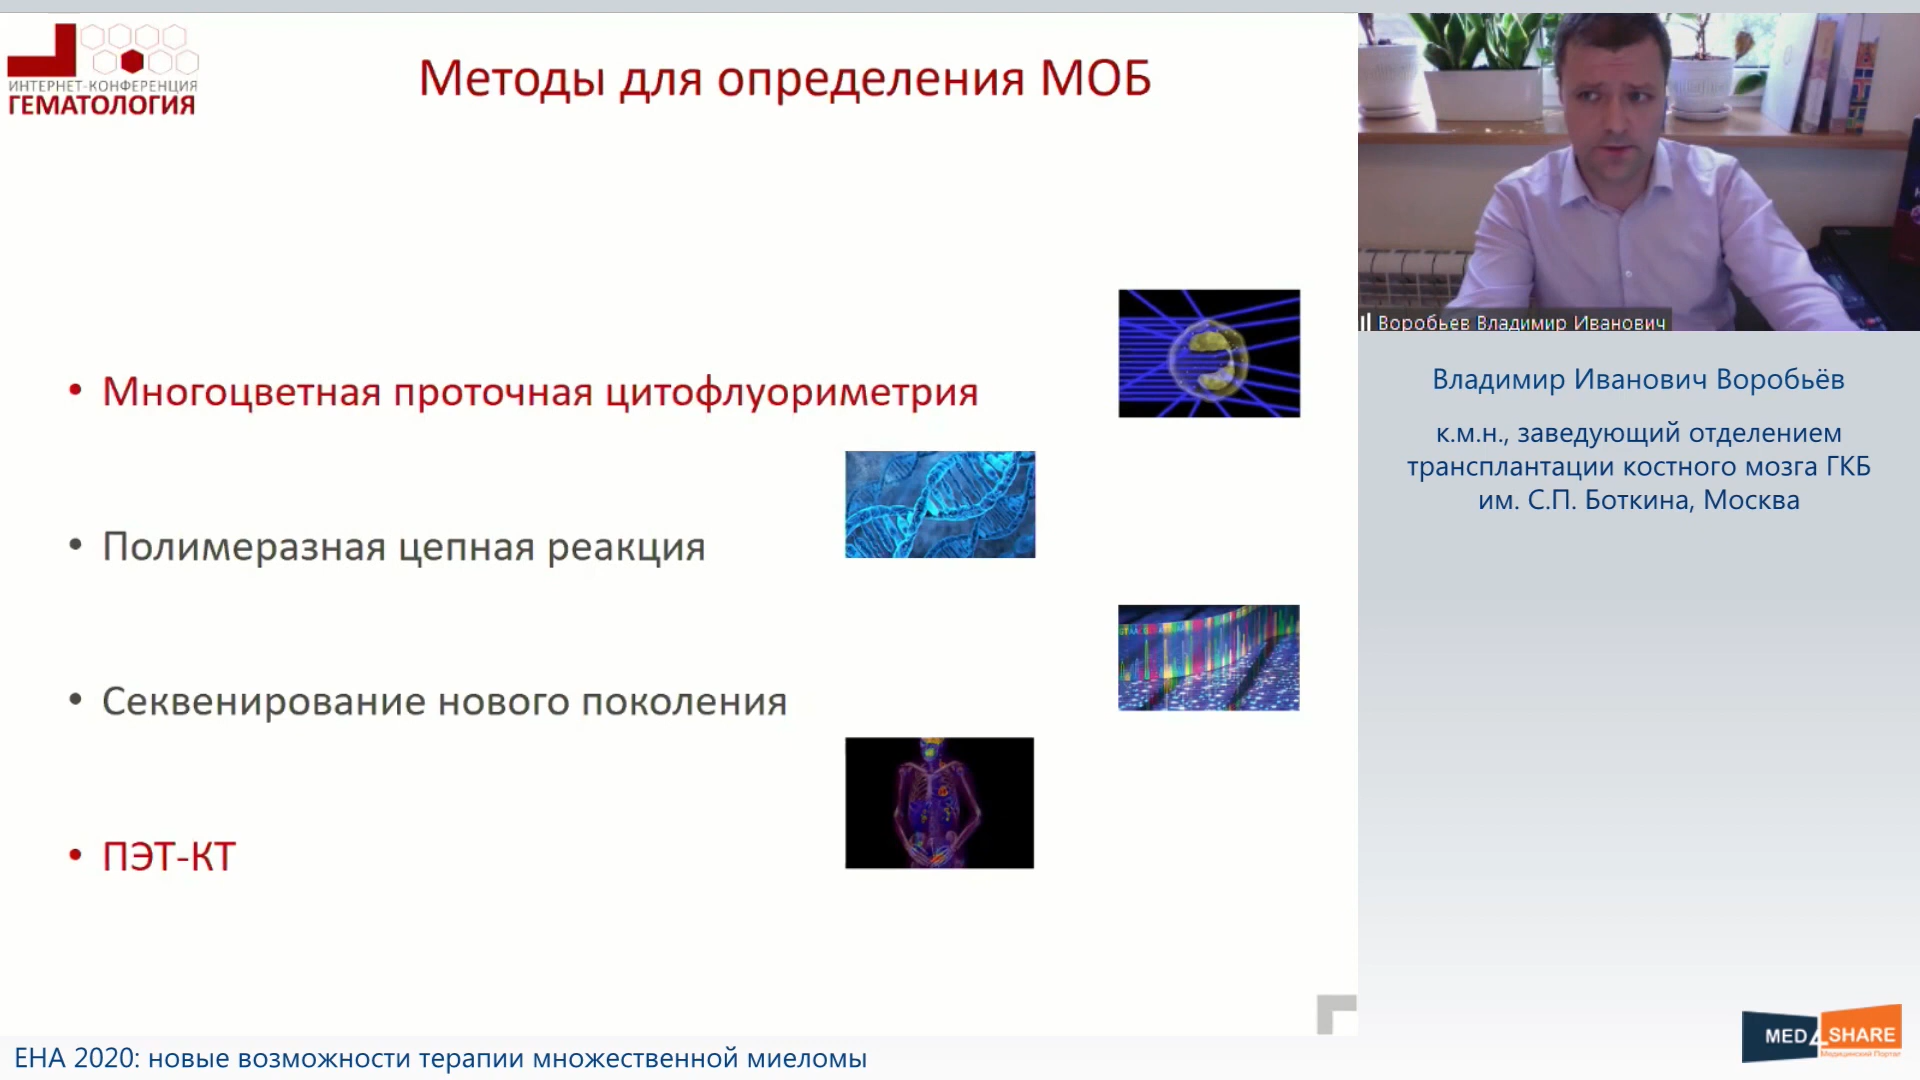 ИНТЕРНЕТ-КОНФЕРЕНЦИЯ
ГЕМАТОЛОГИЯ
Методы для определения МОБ
• Многоцветная проточная цитофлуориметрия
• Полимеразная цепная реакция
• Секвенирование нового поколения
• ПЭТ-КТ
Воробьев Владимир Иванович
Владимир Иванович Воробьёв
к.м.н., заведующий отделением
трансплантации костного мозга ГКБ
им. С.П. Боткина, Москва
ЕНА 2020: новые возможности терапии множественной миеломы
MED4SHARE
Медицинский Портал